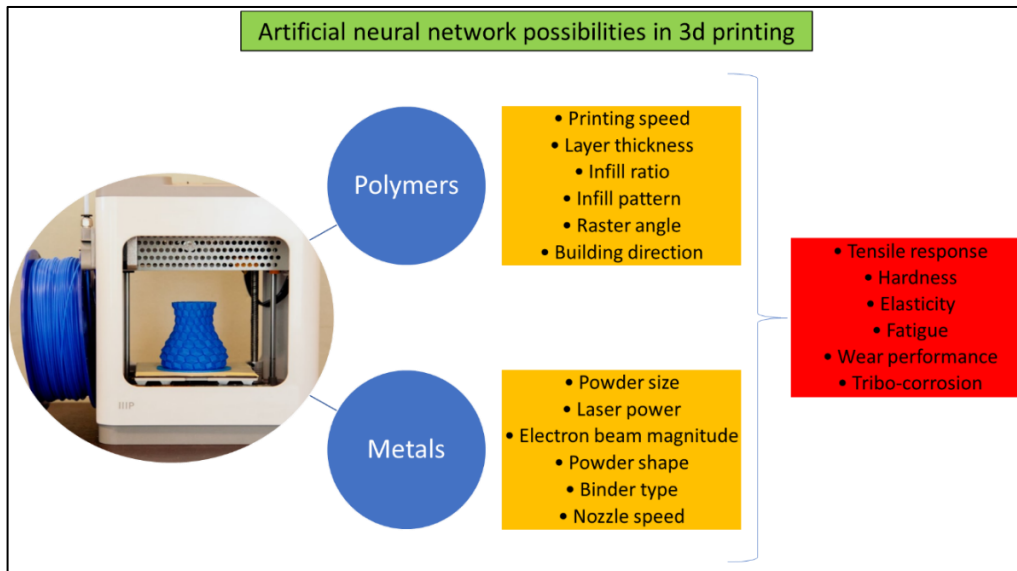 Artificial neural network possibilities in 3d printing
Polymers
• Printing speed
• Layer thickness
• Infill ratio
• Infill pattern
• Raster angle
• Building direction
Metals
• Powder size
• Laser power
• Electron beam magnitude
• Powder shape
• Binder type
• Nozzle speed
• Tensile response
• Hardness
• Elasticity
• Fatigue
• Wear performance
• Tribo-corrosion